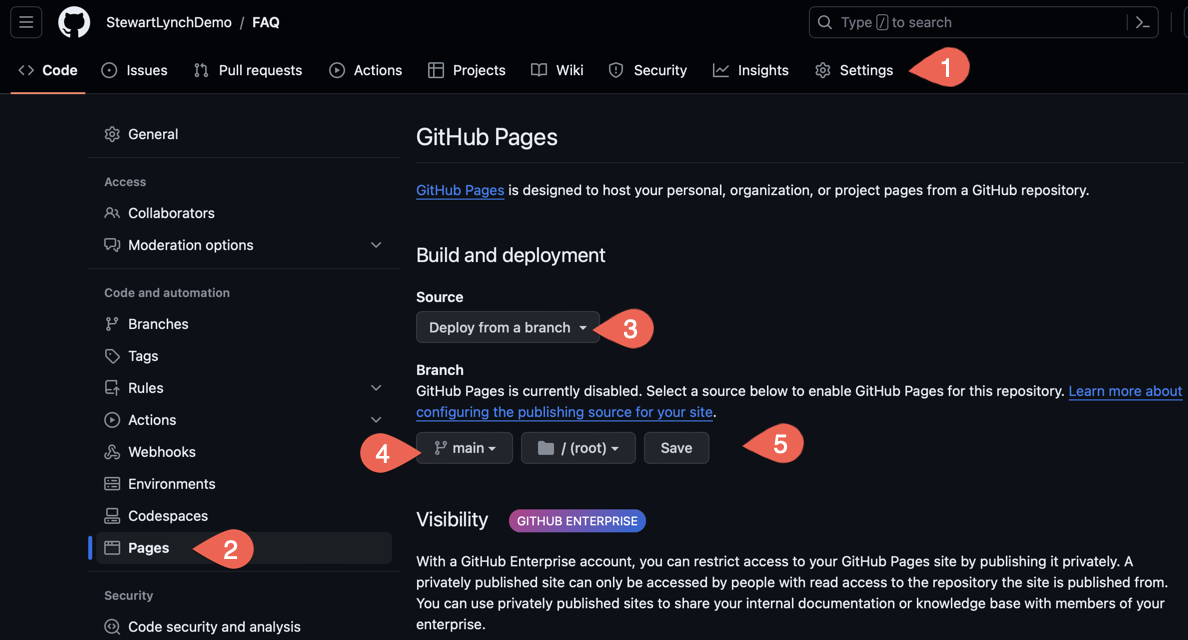 StewartLynchDemo / FAQ
Type / to search
Code Issues Pull requests Actions Projects Wiki Security Insights Settings
1
General
Access
Collaborators
Moderation options
Code and automation
Branches
Tags
Rules
Actions
Webhooks
Environments
Codespaces
Pages
2
Security
Code security and analysis
GitHub Pages
GitHub Pages is designed to host your personal, organization, or project pages from a GitHub repository.
Build and deployment
Source
Deploy from a branch
3
Branch
GitHub Pages is currently disabled. Select a source below to enable GitHub Pages for this repository. Learn more about
configuring the publishing source for your site.
4
main / (root) Save
5
Visibility GITHUB ENTERPRISE
With a GitHub Enterprise account, you can restrict access to your GitHub Pages site by publishing it privately. A
privately published site can only be accessed by people with read access to the repository the site is published from.
You can use privately published sites to share your internal documentation or knowledge base with members of your
enterprise.